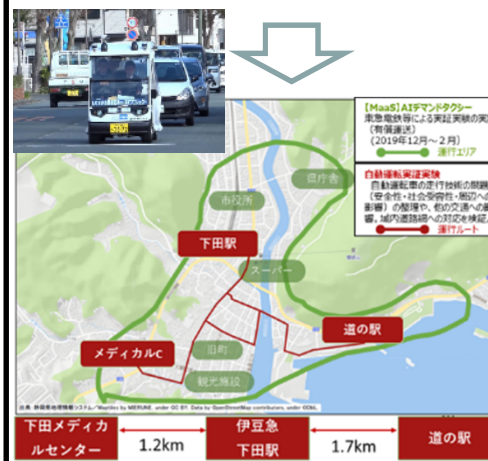 【MaaS】AIデマンドタクシー
東急電鉄等による実証実験の実
(有償運送)
(2019年12月~2月)
運行エリア
自動運転実証実験
自動運転車の走行技術の問題
(安全性・社会受容性・周辺への
影響)の整理や、他の交通への影
響、域内道路網への対応を検証
運行ルート
県庁舎
市役所
下田駅
スーパー
道の駅
メディカルC
旧町
観光施設
下田メディカ
ルセンター
1.2km
伊豆急
下田駅
1.7km
道の駅